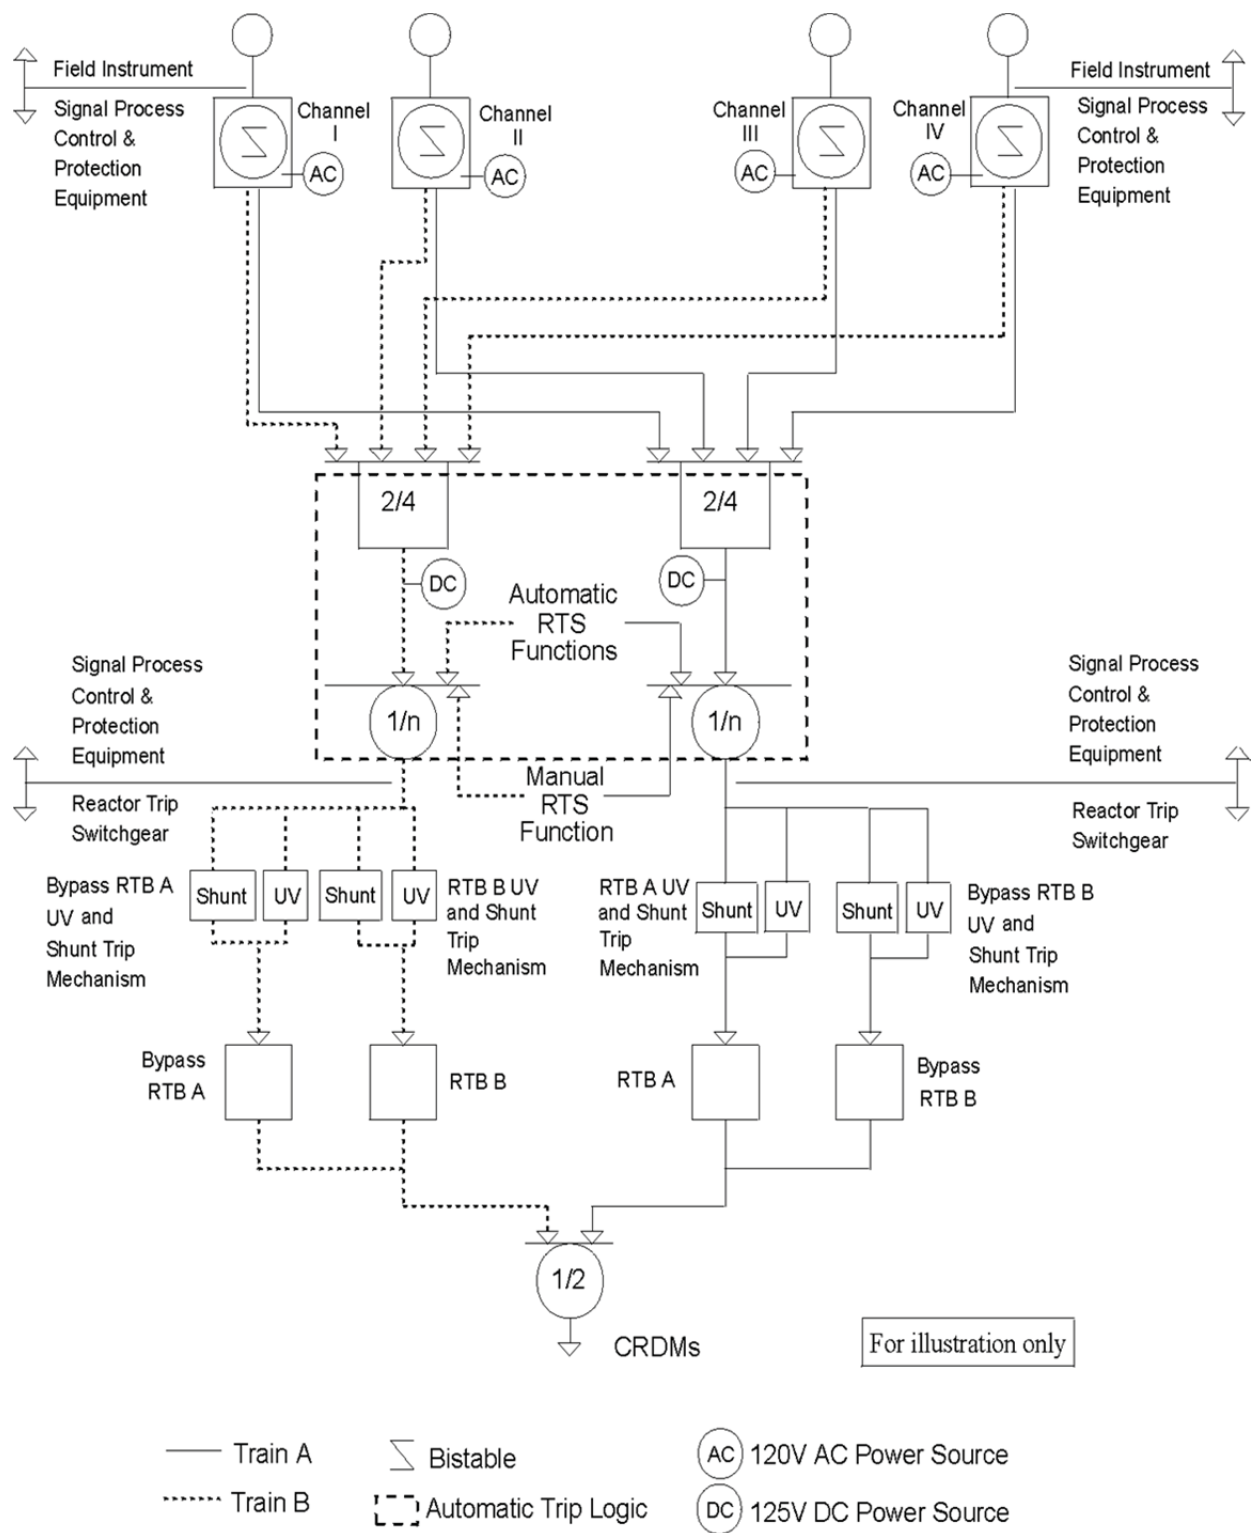 Field Instrument
Signal Process
Control &
Protection
Equipment
Channel
I
AC
Channel
II
AC
Channel
III
AC
Channel
IV
AC
Field Instrument
Signal Process
Control &
Protection
Equipment
2/4
2/4
DC
DC
Automatic
RTS
Functions
Signal Process
Control &
Protection
Equipment
1/n
1/n
Signal Process
Control &
Protection
Equipment
Manual
RTS
Function
Reactor Trip
Switchgear
Reactor Trip
Switchgear
Bypass RTB A
UV and
Shunt Trip
Mechanism
Shunt
UV
Shunt
UV
RTB B UV
and Shunt
Trip
Mechanism
RTB A UV
and Shunt
Trip
Mechanism
Shunt
UV
Shunt
UV
Bypass RTB B
UV and
Shunt Trip
Mechanism
Bypass
RTB A
RTB B
RTB A
Bypass
RTB B
1/2
CRDMs
For illustration only
Train A
Bistable
AC
120V AC Power Source
Train B
Automatic Trip Logic
DC
125V DC Power Source